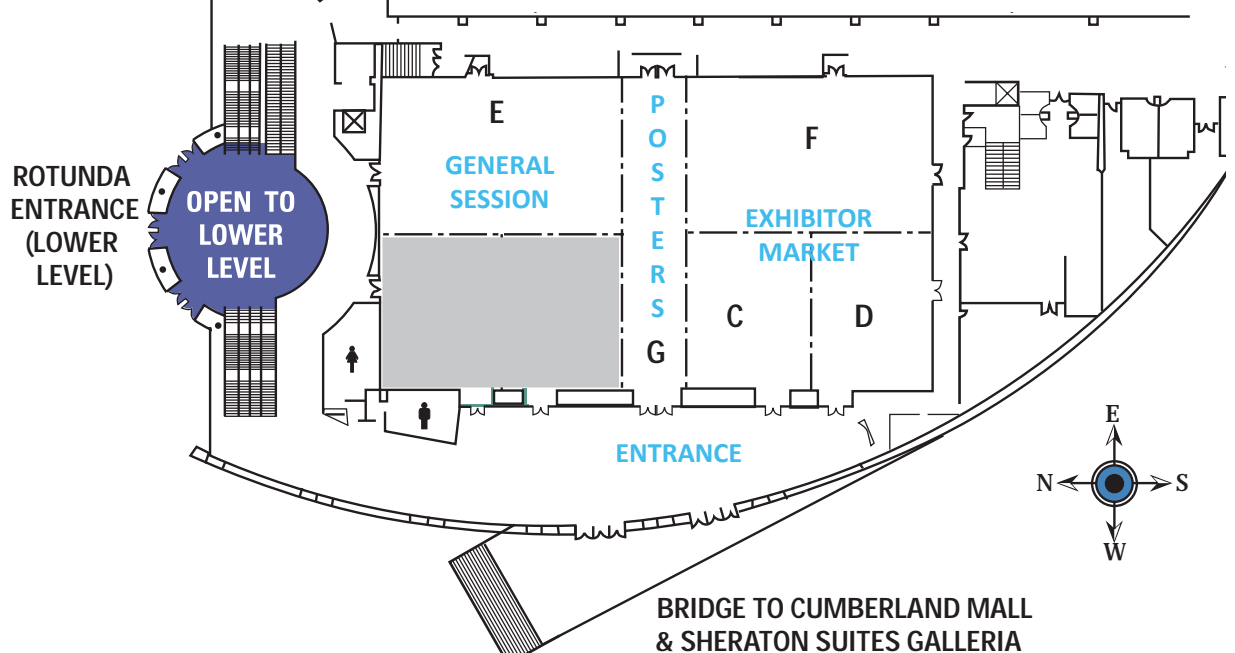 E
GENERAL
SESSION
POSTERS
G
F
EXHIBITOR
MARKET
C
D
ROTUNDA
ENTRANCE
(LOWER
LEVEL)
OPEN TO
LOWER
LEVEL
ENTRANCE
E
N
S
W
BRIDGE TO CUMBERLAND MALL
& SHERATON SUITES GALLERIA